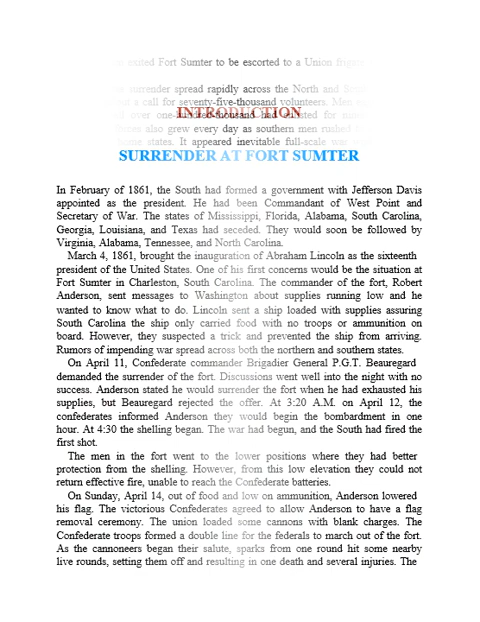 exited Fort Sumter to be escorted to a Union
surrender spread rapidly across the North and
a call for seventy-five-thousand volunteers. Men
over one-hundred-thousand had enlisted for
INTRODUCTION
also grew every day as southern men rushed
states. It appeared inevitable full-scale was
SURRENDER AT FORT SUMTER
In February of 1861, the South had formed a government with Jefferson Davis
appointed as the president. He had been Commandant of West Point and
Secretary of War. The states of Mississippi, Florida, Alabama, South Carolina,
Georgia, Louisiana, and Texas had seceded. They would soon be followed by
Virginia, Alabama, Tennessee, and North Carolina.
March 4, 1861, brought the inauguration of Abraham Lincoln as the sixteenth
president of the United States. One of his first concerns would be the situation at
Fort Sumter in Charleston, South Carolina. The commander of the fort, Robert
Anderson, sent messages to Washington about supplies running low and he
wanted to know what to do. Lincoln sent a ship loaded with supplies assuring
South Carolina the ship only carried food with no troops or ammunition on
board. However, they suspected a trick and prevented the ship from arriving.
Rumors of impending war spread across both the northern and southern states.
On April 11, Confederate commander Brigadier General P.G.T. Beauregard
demanded the surrender of the fort. Discussions went well into the night with no
success. Anderson stated he would surrender the fort when he had exhausted his
supplies, but Beauregard rejected the offer. At 3:20 A.M. on April 12, the
confederates informed Anderson they would begin the bombardment in one
hour. At 4:30 the shelling began. The war had begun, and the South had fired the
first shot.
The men in the fort went to the lower positions where they had better
protection from the shelling. However, from this low elevation they could not
return effective fire, unable to reach the Confederate batteries.
On Sunday, April 14, out of food and low on ammunition, Anderson lowered
his flag. The victorious Confederates agreed to allow Anderson to have a flag
removal ceremony. The union loaded some cannons with blank charges. The
Confederate troops formed a double line for the federals to march out of the fort.
As the cannoneers began their salute, sparks from one round hit some nearby
live rounds, setting them off and resulting in one death and several injuries. The